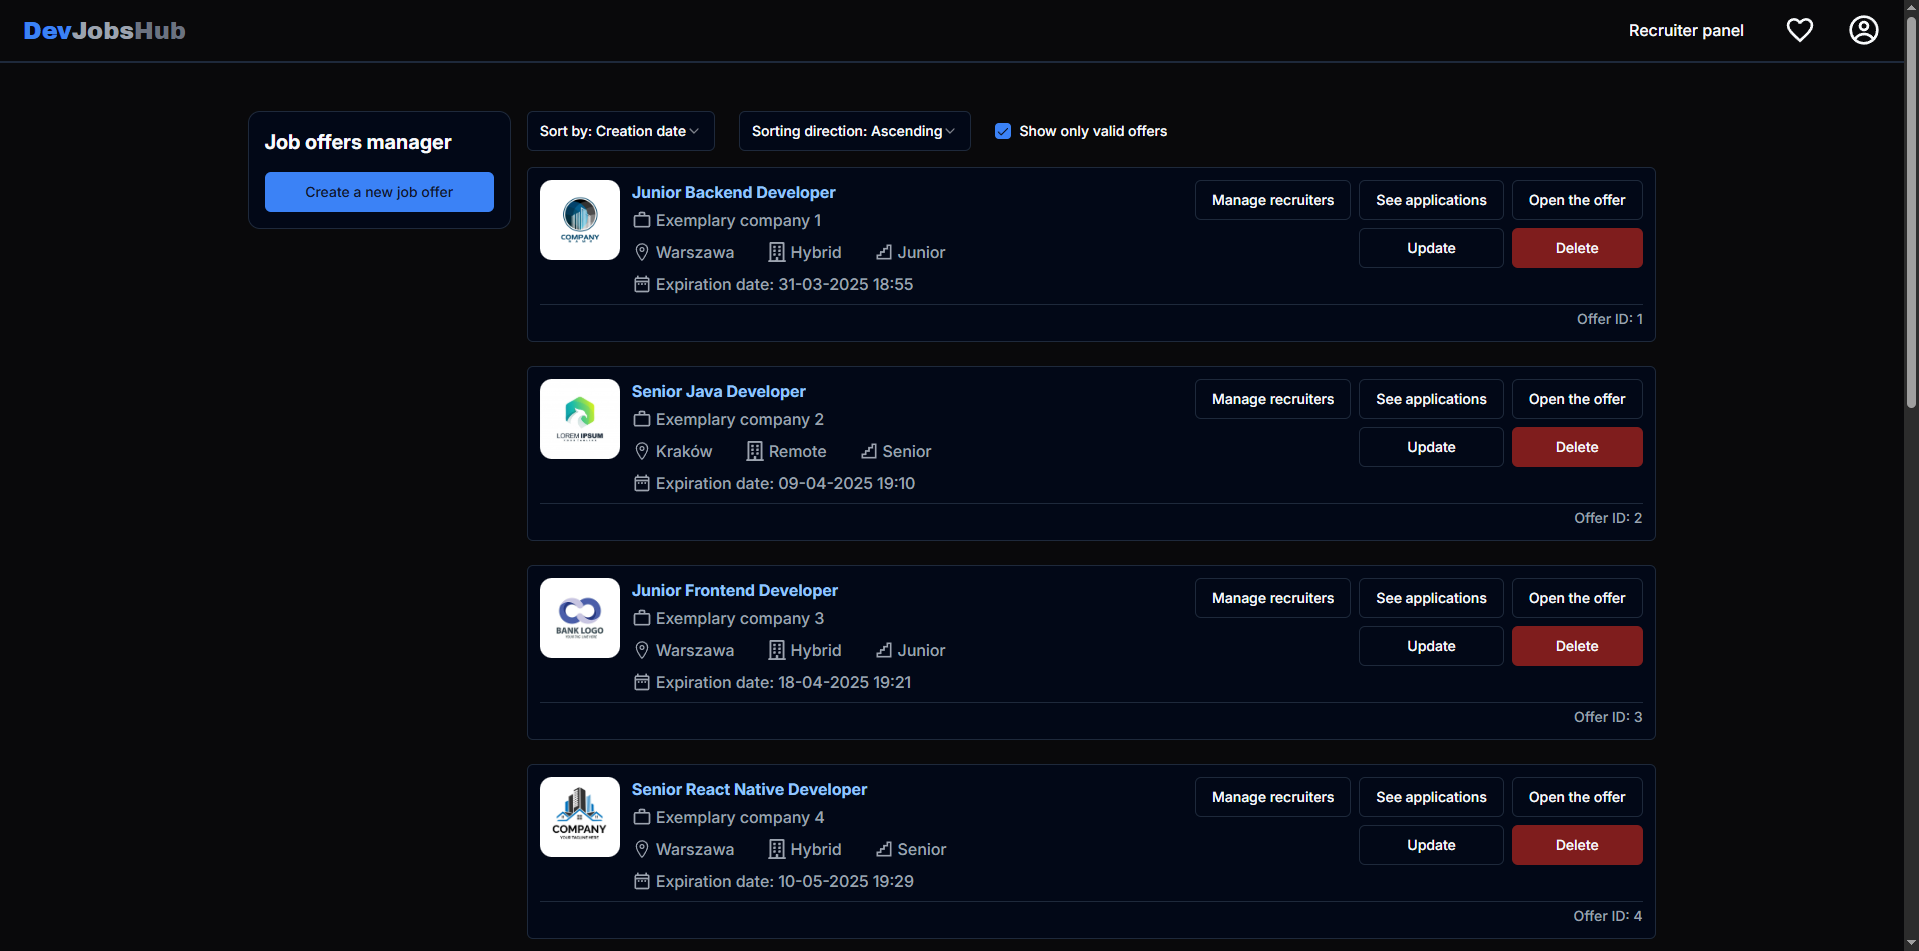 DevJobsHub
Recruiter panel
Job offers manager
Create a new job offer
Sort by: Creation date
Sorting direction: Ascending
Show only valid offers
COMPANY
Junior Backend Developer
Exemplary company 1
Warszawa Hybrid Junior
Expiration date: 31-03-2025 18:55
Manage recruiters See applications Open the offer
Update Delete
Offer ID: 1
LOREM IPSUM
Senior Java Developer
Exemplary company 2
Kraków Remote Senior
Expiration date: 09-04-2025 19:10
Manage recruiters See applications Open the offer
Update Delete
Offer ID: 2
BANK LOGO
Junior Frontend Developer
Exemplary company 3
Warszawa Hybrid Junior
Expiration date: 18-04-2025 19:21
Manage recruiters See applications Open the offer
Update Delete
Offer ID: 3
COMPANY
YOUR TAGLINE HERE
Senior React Native Developer
Exemplary company 4
Warszawa Hybrid Senior
Expiration date: 10-05-2025 19:29
Manage recruiters See applications Open the offer
Update Delete
Offer ID: 4